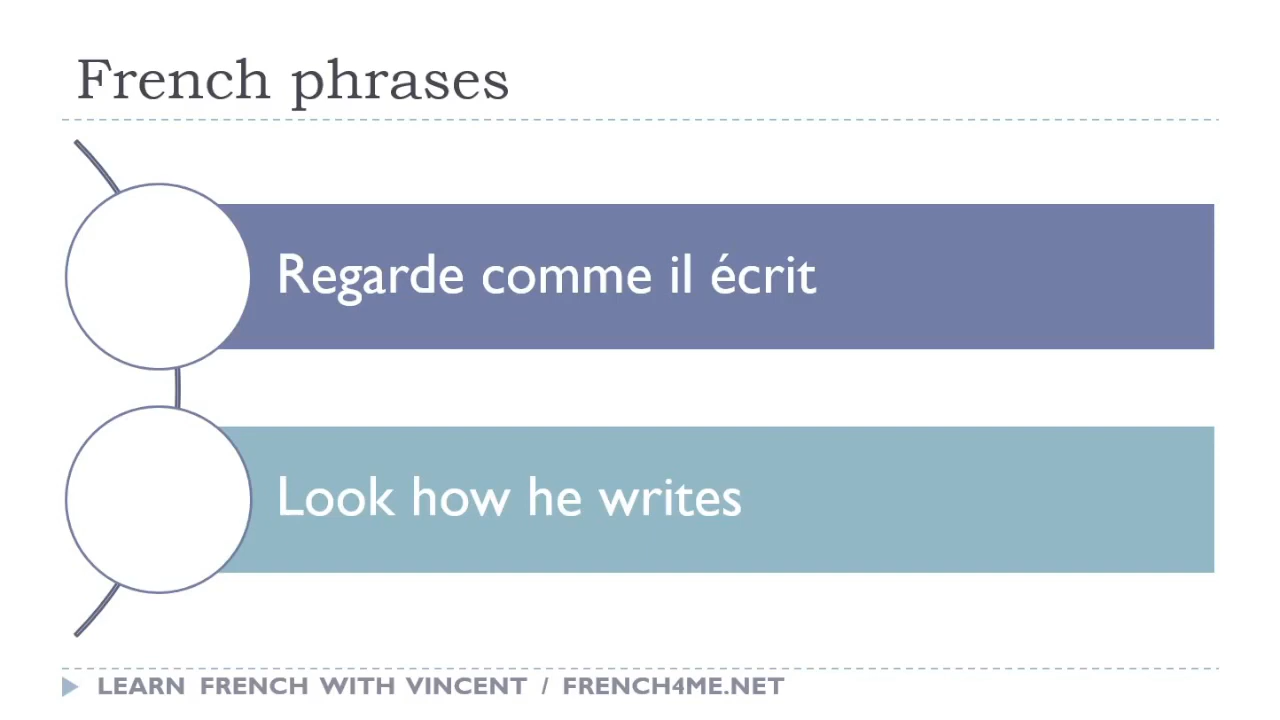 French phrases
Regarde comme il écrit
Look how he writes
LEARN FRENCH WITH VINCENT / FRENCH4ME.NET